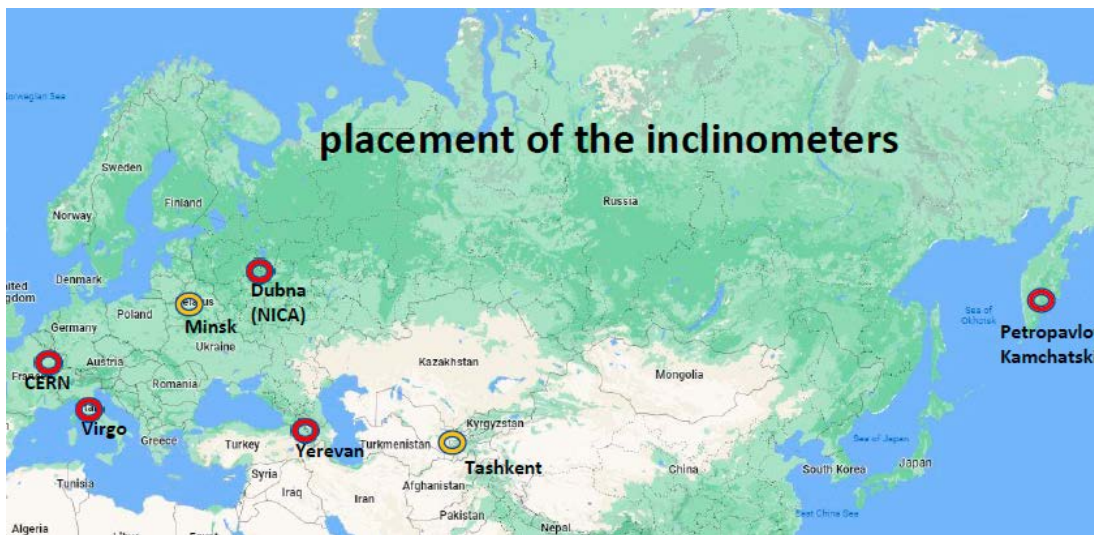 Norwegian Sea
placement of the inclinometers
Sweden
Finland
Norway
Russia
Denmark
United
Kingdom
Dubna
(NICA)
Minsk
Poland
Germany
Ukraine
Sea of
Okhotsk
Petropavlo
Kamchatsk
CERN
Austria
Romania
Kazakhstan
Mongolia
Virgo
Greece
Turkey
Yerevan
Turkmenistan
Kyrgyzstan
Tashkent
Sea of Japan
Japan
South Korea
China
Tunisia
Syria
Iraq
Iran
Afghanistan
Pakistan
Nepal
East China Sea
Algeria